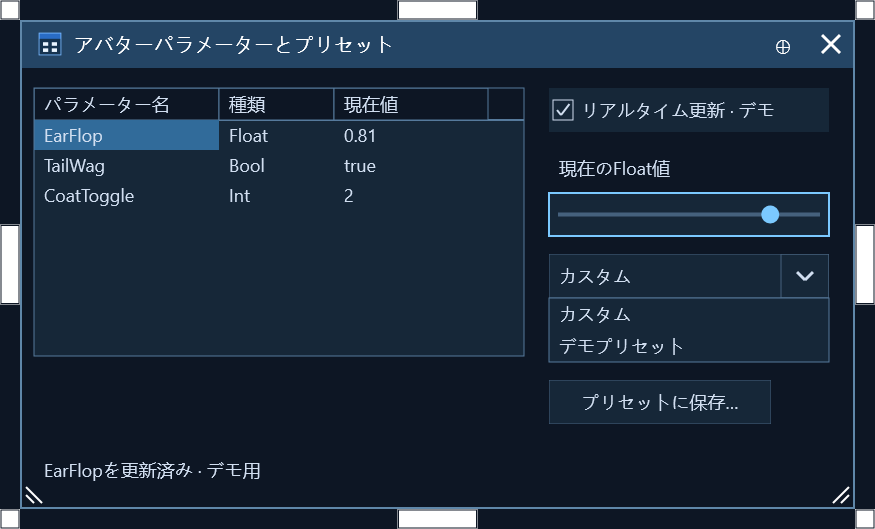 アバターパラメーターとプリセット
パラメーター名 種類 現在値
EarFlop Float 0.81
TailWag Bool true
CoatToggle Int 2
リアルタイム更新 · デモ
現在のFloat値
カスタム
カスタム
デモプリセット
プリセットに保存...
EarFlopを更新済み · デモ用